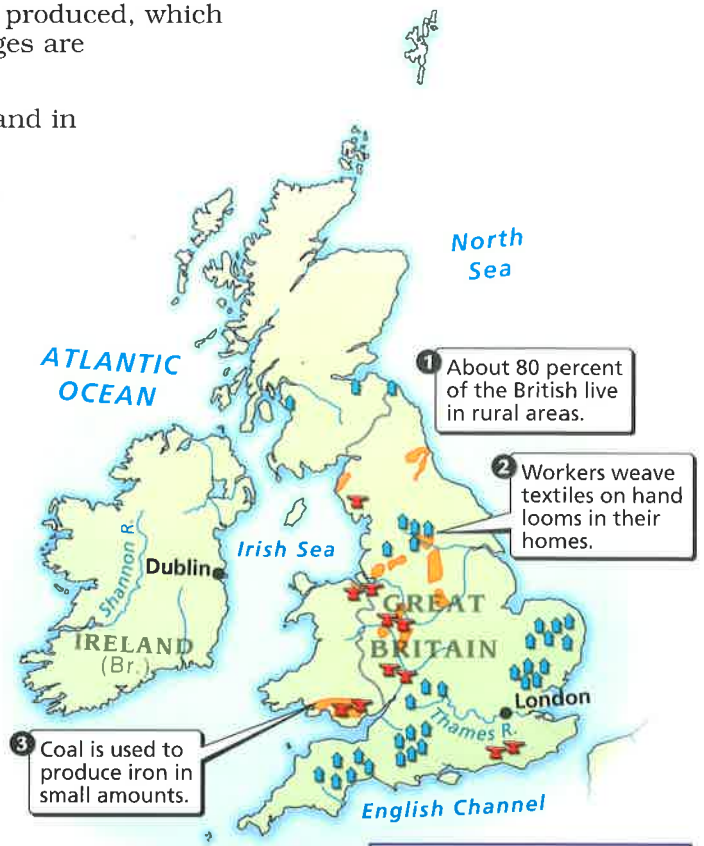 produced, which
ges are
and in
North
Sea
ATLANTIC
OCEAN
1 About 80 percent
of the British live
in rural areas.
2 Workers weave
textiles on hand
looms in their
homes.
Irish Sea
Shannon R.
Dublin
GREAT
BRITAIN
IRELAND
(Br.)
London
Thames R.
3 Coal is used to
produce iron in
small amounts.
English Channel